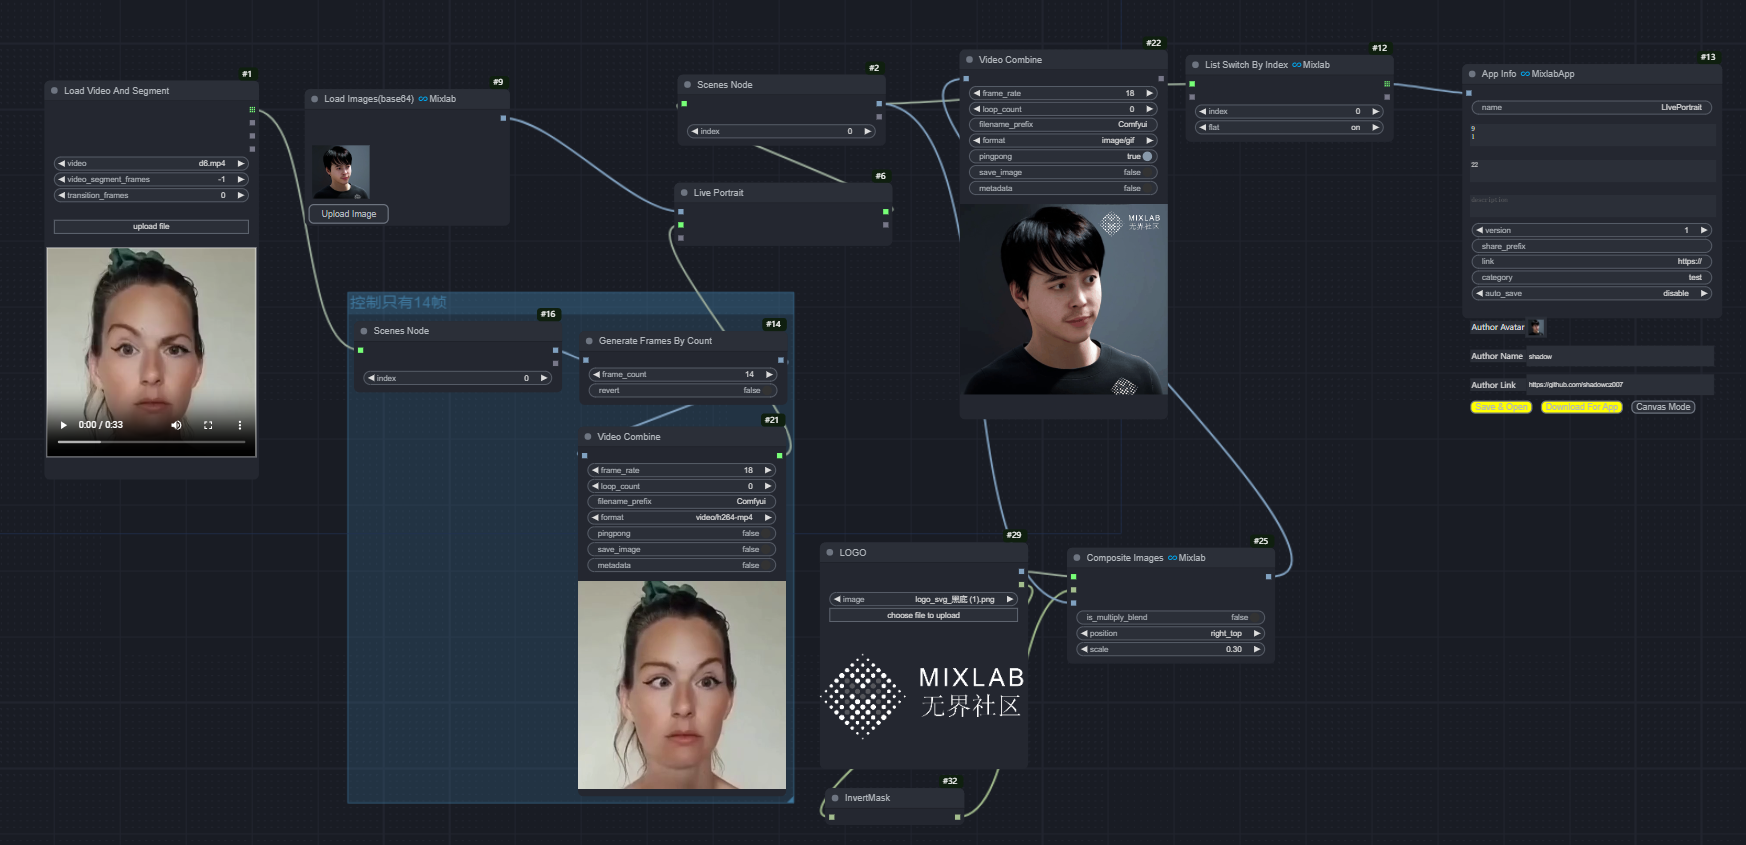 #1
Load Video And Segment
video d6.mp4
video_segment_frames -1
transition_frames 0
upload file
0:00 / 0:33
#9
Load Images(base64) ∞Mixlab
Upload Image
#2
Scenes Node
index 0
#6
Live Portrait
控制只有14帧
#16
Scenes Node
index 0
#14
Generate Frames By Count
frame_count 14
revert false
#21
Video Combine
frame_rate 18
loop_count 0
filename_prefix Comfyui
format video/h264-mp4
pingpong false
save_image false
metadata false
#22
Video Combine
frame_rate 18
loop_count 0
filename_prefix Comfyui
format image/gif
pingpong true
save_image false
metadata false
MIXLAB
无界社区
#12
List Switch By Index ∞Mixlab
index 0
flat on
#13
App Info ∞MixlabApp
name LIvePortrait
9
1
22
description
version 1
share_prefix
link https://
category test
auto_save disable
Author Avatar
Author Name shadow
Author Link https://github.com/shadowcz007
Save & Open Download For App Canvas Mode
#29
LOGO
image logo_svg_黑底 (1).png
choose file to upload
MIXLAB
无界社区
#25
Composite Images ∞Mixlab
is_multiply_blend false
position right_top
scale 0.30
#32
InvertMask